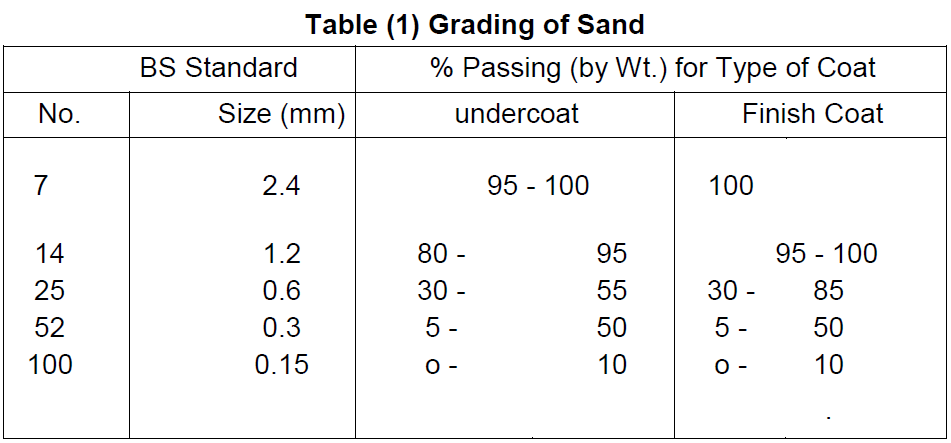 Table (1) Grading of Sand
BS Standard % Passing (by Wt.) for Type of Coat
No. Size (mm) undercoat Finish Coat
7 2.4 95 - 100 100
14 1.2 80 - 95 95 - 100
25 0.6 30 - 55 30 - 85
52 0.3 5 - 50 5 - 50
100 0.15 o - 10 o - 10
.